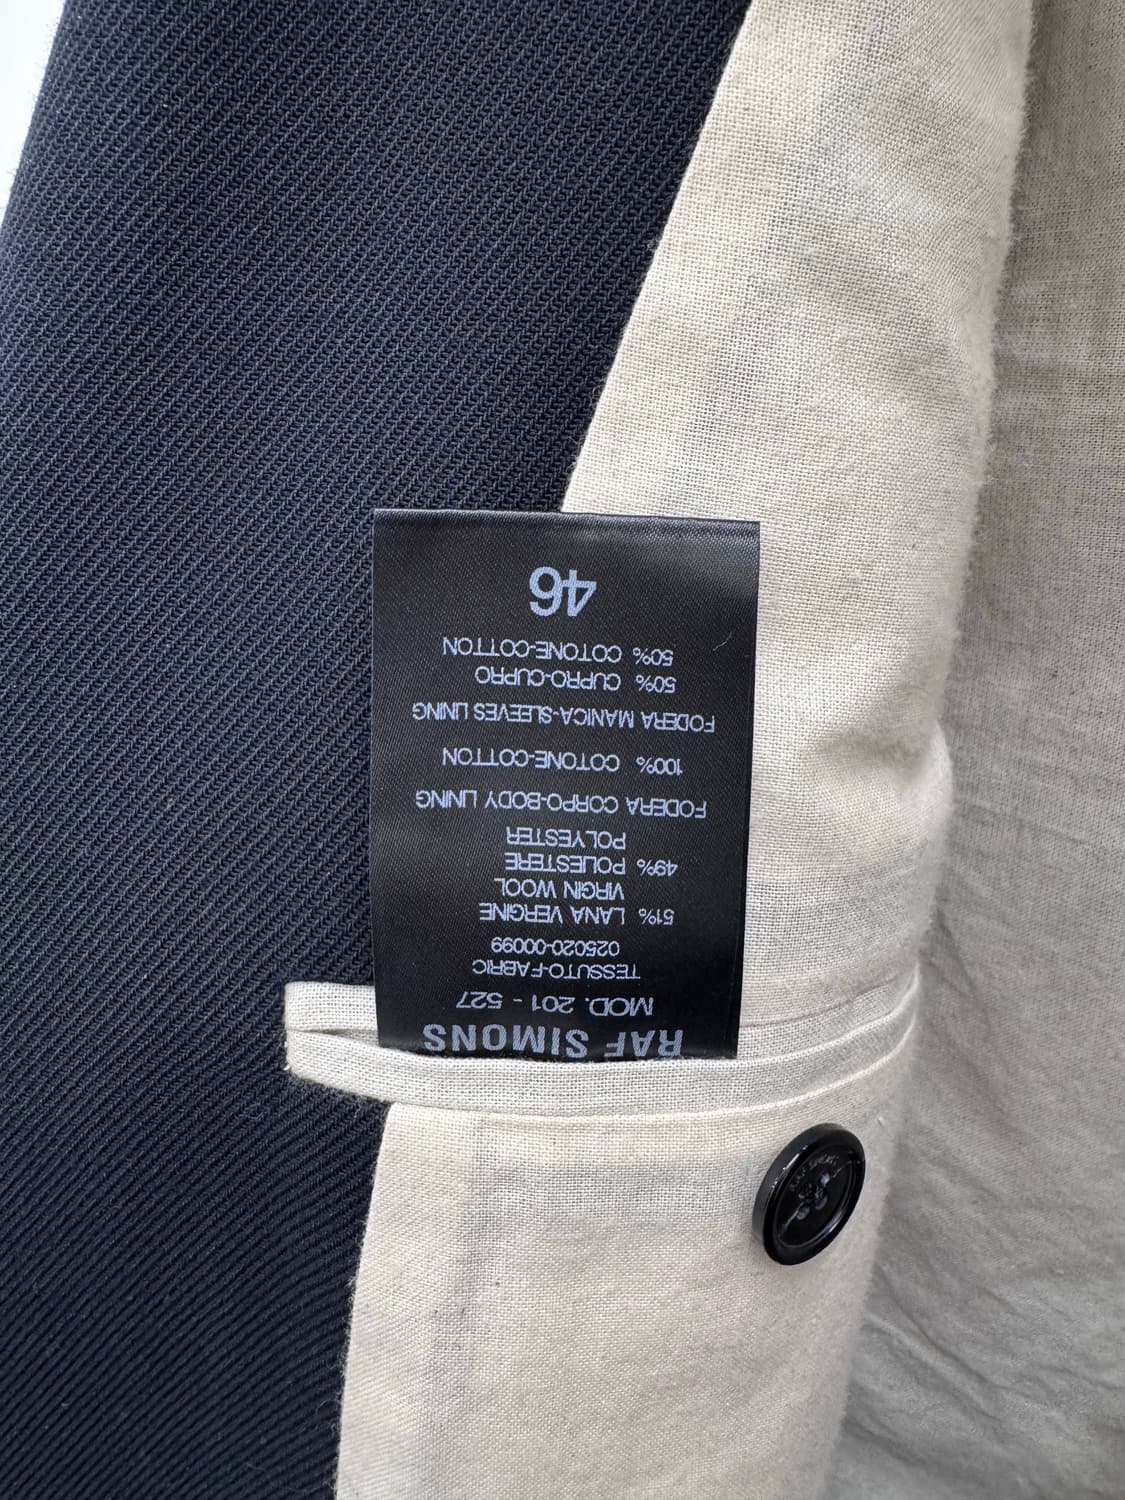 RAF SIMONS
MOD. 201 - 527
TESSUTO-FABRIC
025020-00099
51% LANA VERGINE
VIRGIN WOOL
49% POLIESTERE
POLYESTER
FODERA CORPO-BODY LINING
100% COTONE-COTTON
FODERA MANICA-SLEEVES LINING
50% CUPRO-CUPRO
50% COTONE-COTTON
46